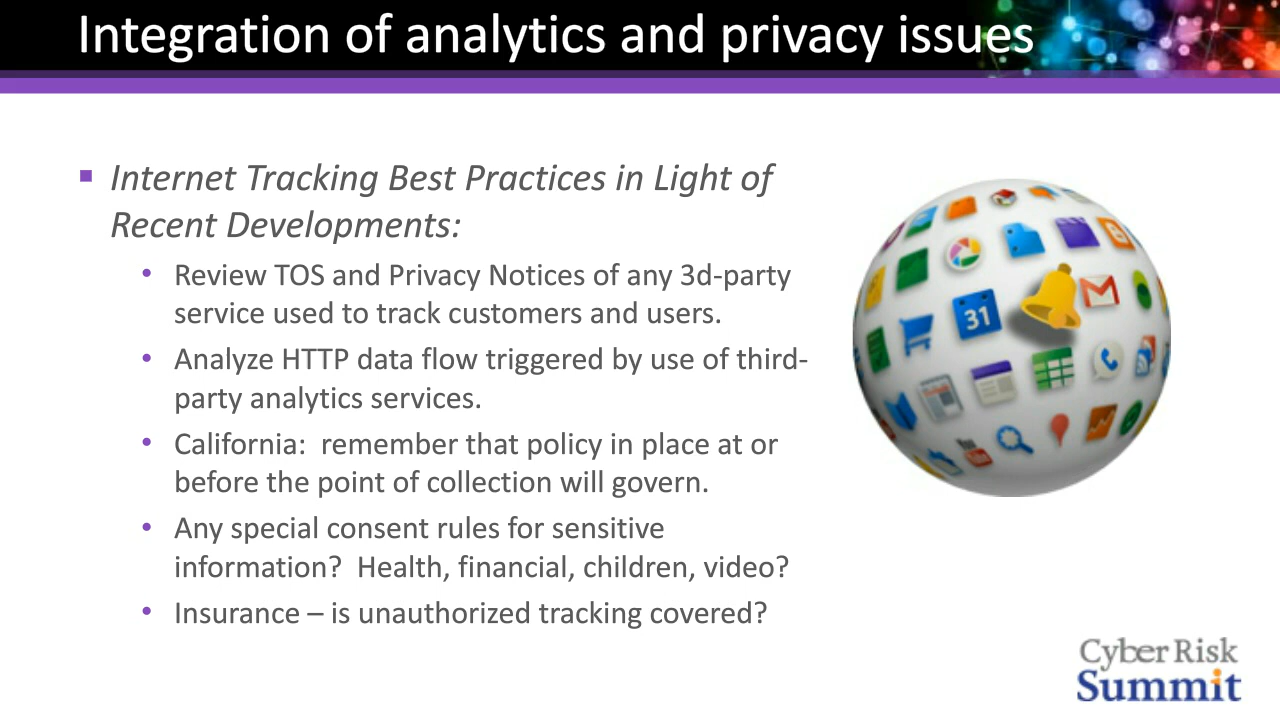 Integration of analytics and privacy issues
▪ Internet Tracking Best Practices in Light of
Recent Developments:
• Review TOS and Privacy Notices of any 3d-party
service used to track customers and users.
• Analyze HTTP data flow triggered by use of third-
party analytics services.
• California:  remember that policy in place at or
before the point of collection will govern.
• Any special consent rules for sensitive
information?  Health, financial, children, video?
• Insurance – is unauthorized tracking covered?
31
You
Cyber Risk
Summit